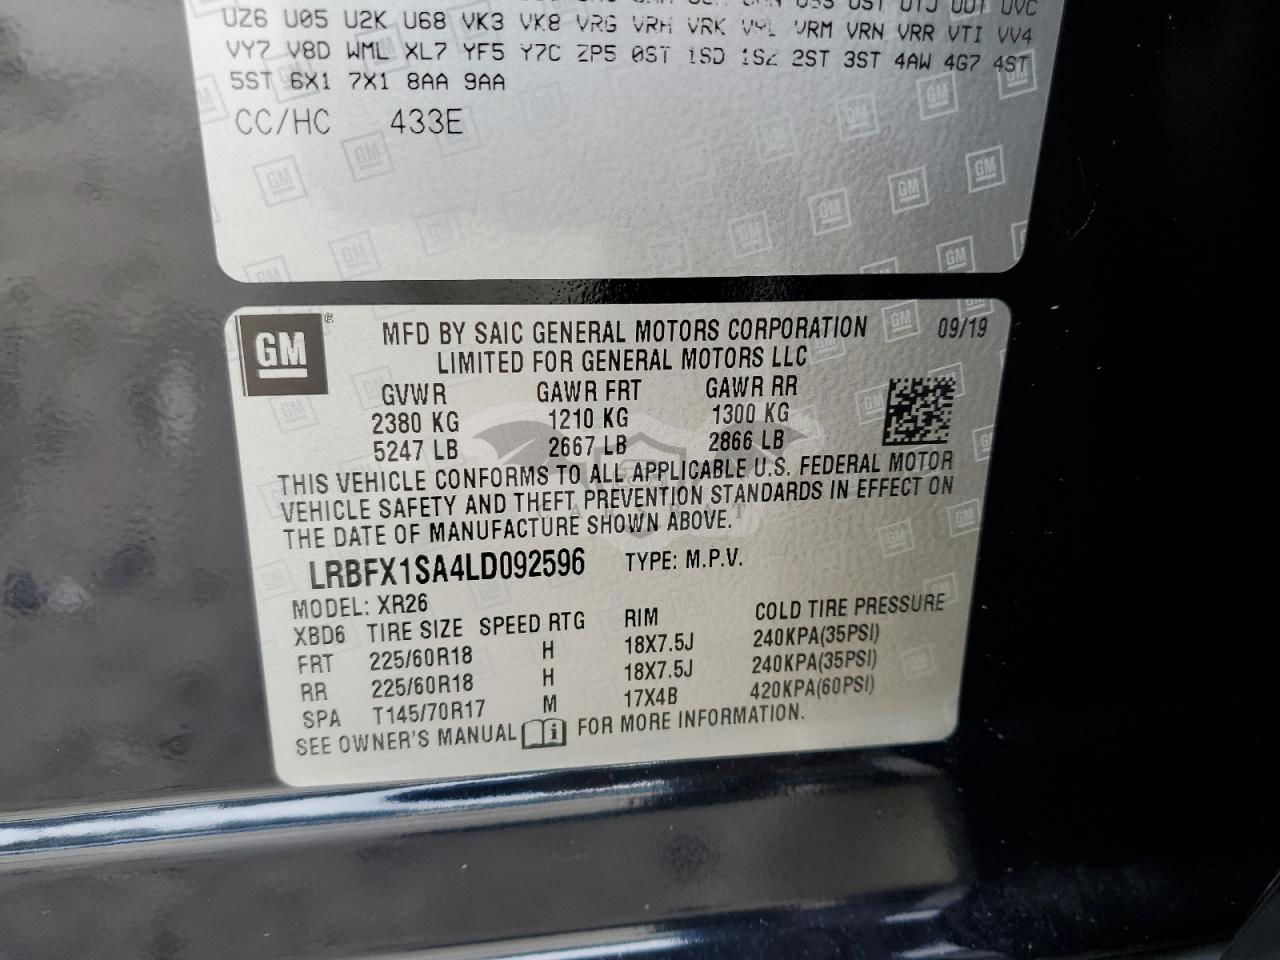 UZ6 U05 U2K U68 VK3 VK8 VRG VRH VRK V4L VRM VRN VRR VTI VV4
VY7 V8D WML XL7 YF5 Y7C ZP5 0ST 1SD 1SZ 2ST 3ST 4AW 4G7 4ST
5ST 6X1 7X1 8AA 9AA
CC/HC 433E
GM
MFD BY SAIC GENERAL MOTORS CORPORATION 09/19
LIMITED FOR GENERAL MOTORS LLC
GVWR GAWR FRT GAWR RR
2380 KG 1210 KG 1300 KG
5247 LB 2667 LB 2866 LB
THIS VEHICLE CONFORMS TO ALL APPLICABLE U.S. FEDERAL MOTOR
VEHICLE SAFETY AND THEFT PREVENTION STANDARDS IN EFFECT ON
THE DATE OF MANUFACTURE SHOWN ABOVE.
LRBFX1SA4LD092596 TYPE: M.P.V.
MODEL: XR26
XBD6 TIRE SIZE SPEED RTG RIM COLD TIRE PRESSURE
FRT 225/60R18 H 18X7.5J 240KPA(35PSI)
RR 225/60R18 H 18X7.5J 240KPA(35PSI)
SPA T145/70R17 M 17X4B 420KPA(60PSI)
SEE OWNER'S MANUAL i FOR MORE INFORMATION.